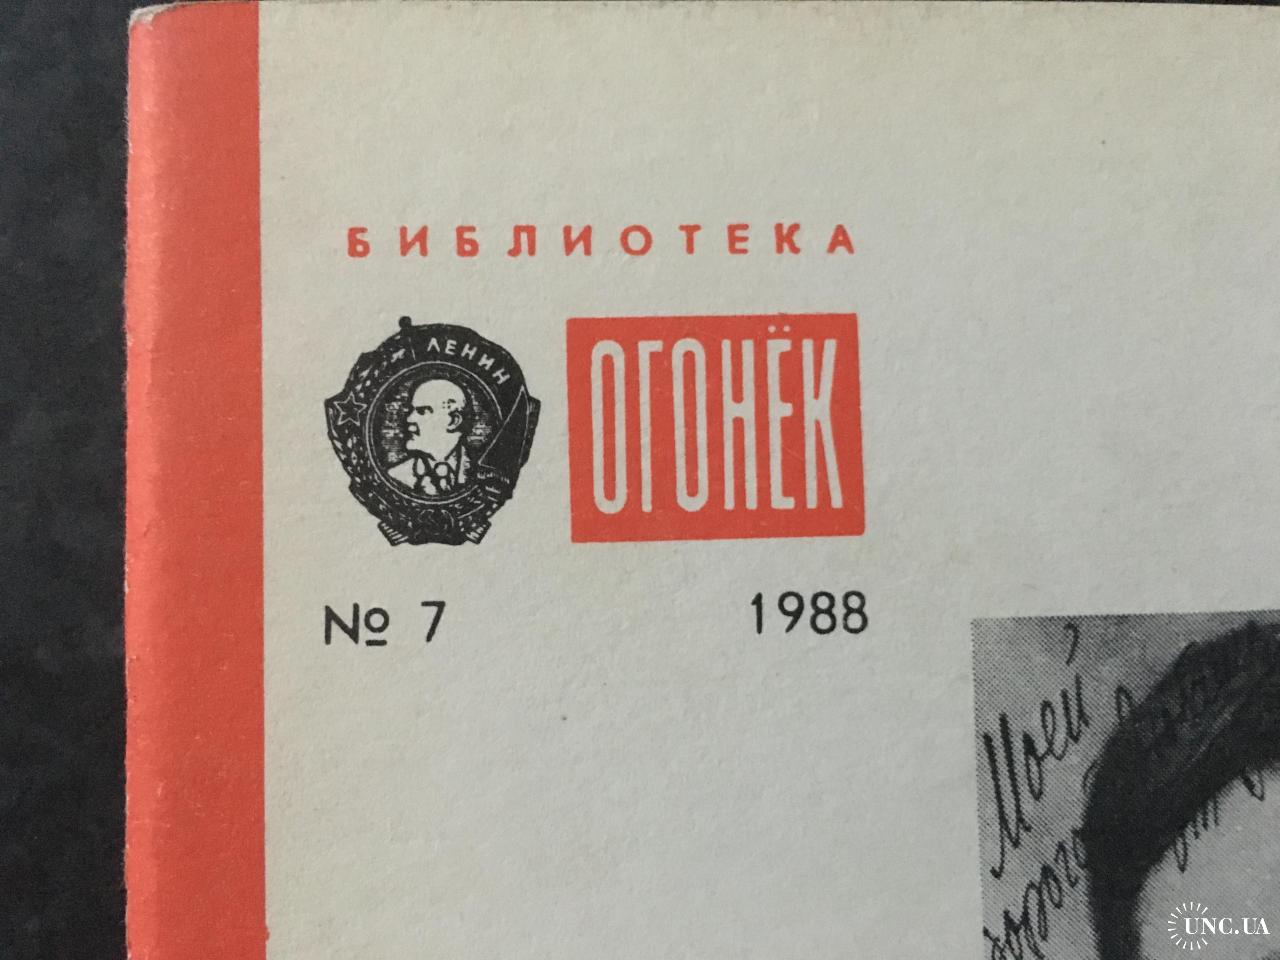 БИБЛИОТЕКА
ЛЕНИН
ОГОНЁК
№ 7
1988
Моей
UNC.UA